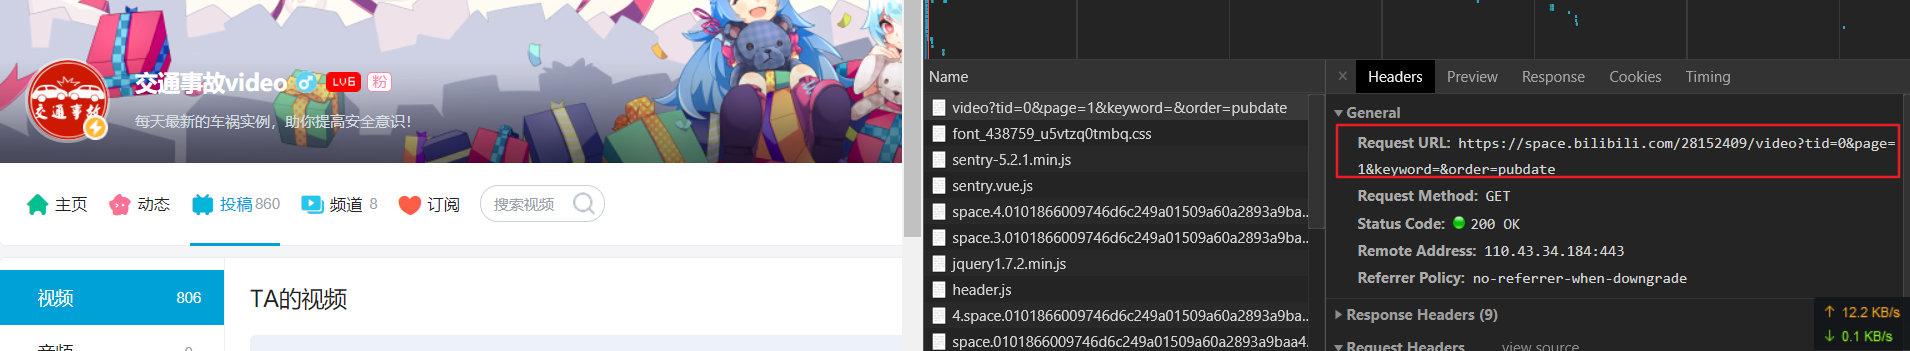 交通事故
交通事故video LV6 粉
每天最新的车祸实例，助你提高安全意识！
主页 动态 投稿 860 频道 8 订阅 搜索视频
视频 806
TA的视频
音频 0
Name
video?tid=0&page=1&keyword=&order=pubdate
font_438759_u5vtzq0tmbq.css
sentry-5.2.1.min.js
sentry.vue.js
space.4.0101866009746d6c249a01509a60a2893a9ba...
space.3.0101866009746d6c249a01509a60a2893a9ba...
jquery1.7.2.min.js
header.js
4.space.0101866009746d6c249a01509a60a2893a9ba...
space.0101866009746d6c249a01509a60a2893a9baa4...
× Headers Preview Response Cookies Timing
General
Request URL: https://space.bilibili.com/28152409/video?tid=0&page=
1&keyword=&order=pubdate
Request Method: GET
Status Code: 200 OK
Remote Address: 110.43.34.184:443
Referrer Policy: no-referrer-when-downgrade
Response Headers (9)
Request Headers view source
↑ 12.2 KB/s
↓ 0.1 KB/s